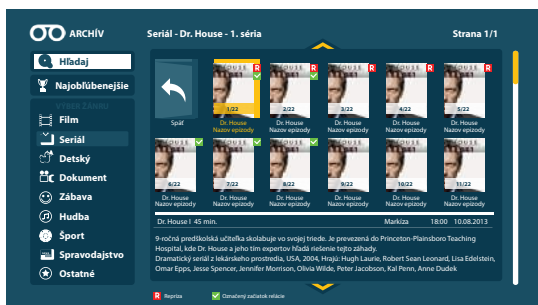 ARCHÍV
Seriál - Dr. House - 1. séria
Strana 1/1
Hľadaj
Najobľúbenejšie
VÝBER ŽÁNRU
Film
Seriál
Detský
Dokument
Zábava
Hudba
Šport
Spravodajstvo
Ostatné
Späť
R
1/22
Dr. House
Nazov epizody
R
2/22
Dr. House
Nazov epizody
R
3/22
Dr. House
Nazov epizody
R
4/22
Dr. House
Nazov epizody
R
5/22
Dr. House
Nazov epizody
6/22
Dr. House
Nazov epizody
7/22
Dr. House
Nazov epizody
8/22
Dr. House
Nazov epizody
9/22
Dr. House
Nazov epizody
10/22
Dr. House
Nazov epizody
11/22
Dr. House
Nazov epizody
Dr. House I 45 min.
Markíza 18:00 10.08.2013
9-ročná predškolská učiteľka skolabuje vo svojej triede. Je prevezená do Princeton-Plainsboro Teaching
Hospital, kde Dr. House a jeho tím expertov hľadá riešenie tejto záhady.
Dramatický seriál z lekárskeho prostredia, USA, 2004, Hrajú: Hugh Laurie, Robert Sean Leonard, Lisa Edelstein,
Omar Epps, Jesse Spencer, Jennifer Morrison, Olivia Wilde, Peter Jacobson, Kal Penn, Anne Dudek
R Repríza
Označený začiatok relácie